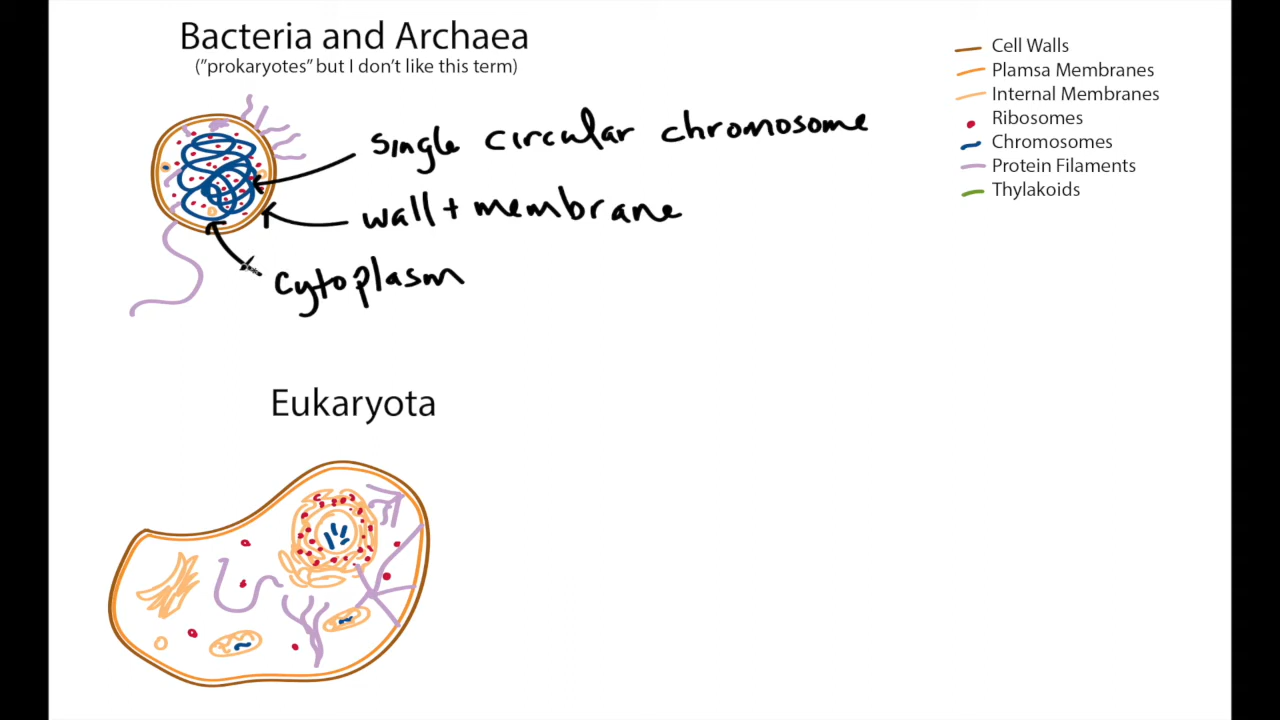 Bacteria and Archaea
("prokaryotes" but I don't like this term)
single circular chromosome
wall + membrane
cytoplasm
Eukaryota
Cell Walls
Plamsa Membranes
Internal Membranes
Ribosomes
Chromosomes
Protein Filaments
Thylakoids